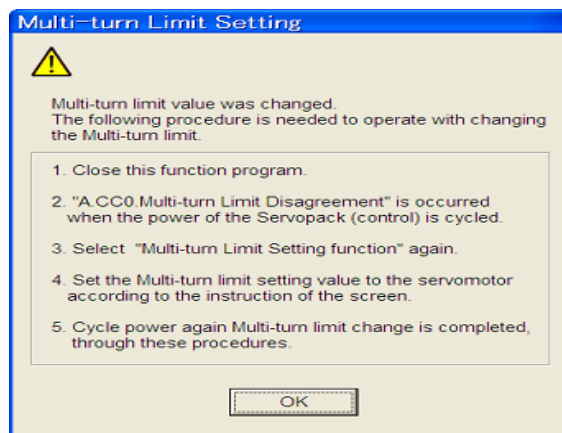 Multi-turn Limit Setting
Multi-turn limit value was changed.
The following procedure is needed to operate with changing
the Multi-turn limit.
1. Close this function program.
2. "A.CC0.Multi-turn Limit Disagreement" is occurred
when the power of the Servopack (control) is cycled.
3. Select "Multi-turn Limit Setting function" again.
4. Set the Multi-turn limit setting value to the servomotor
according to the instruction of the screen.
5. Cycle power again Multi-turn limit change is completed,
through these procedures.
OK